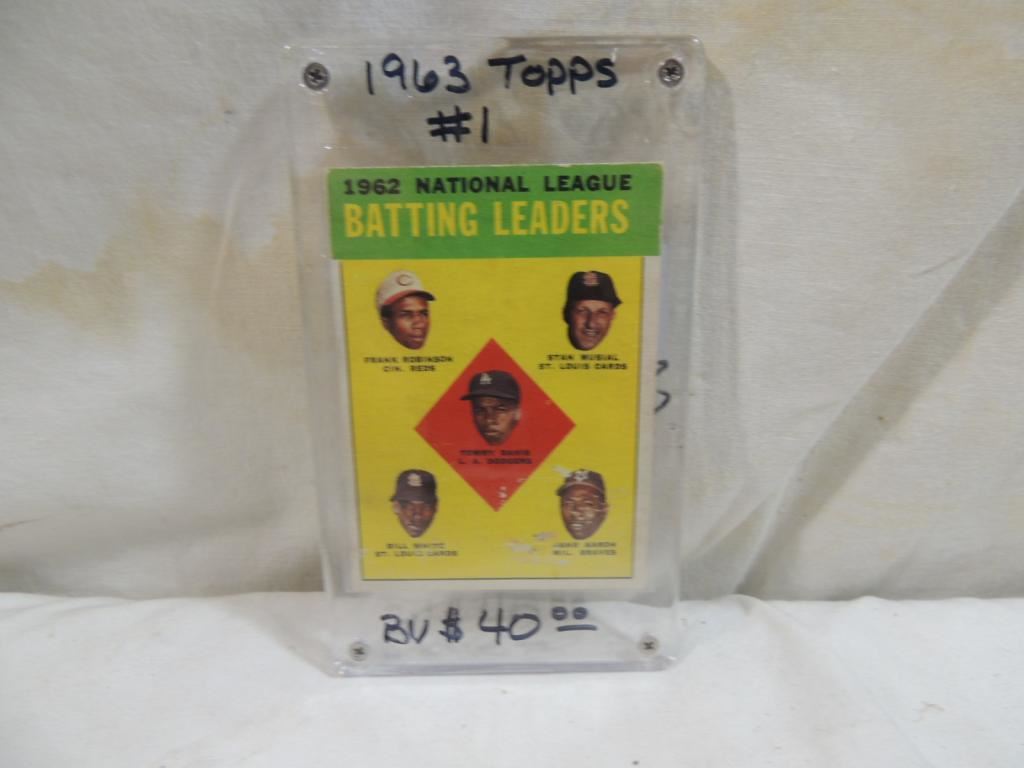 1963 Topps
#1
1962 NATIONAL LEAGUE
BATTING LEADERS
C
FRANK ROBINSON
CIN. REDS
STAN MUSIAL
ST. LOUIS CARDS
LA
TOMMY DAVIS
L. A. DODGERS
BILL WHITE
ST. LOUIS CARDS
HANK AARON
MIL. BRAVES
BV $40.00